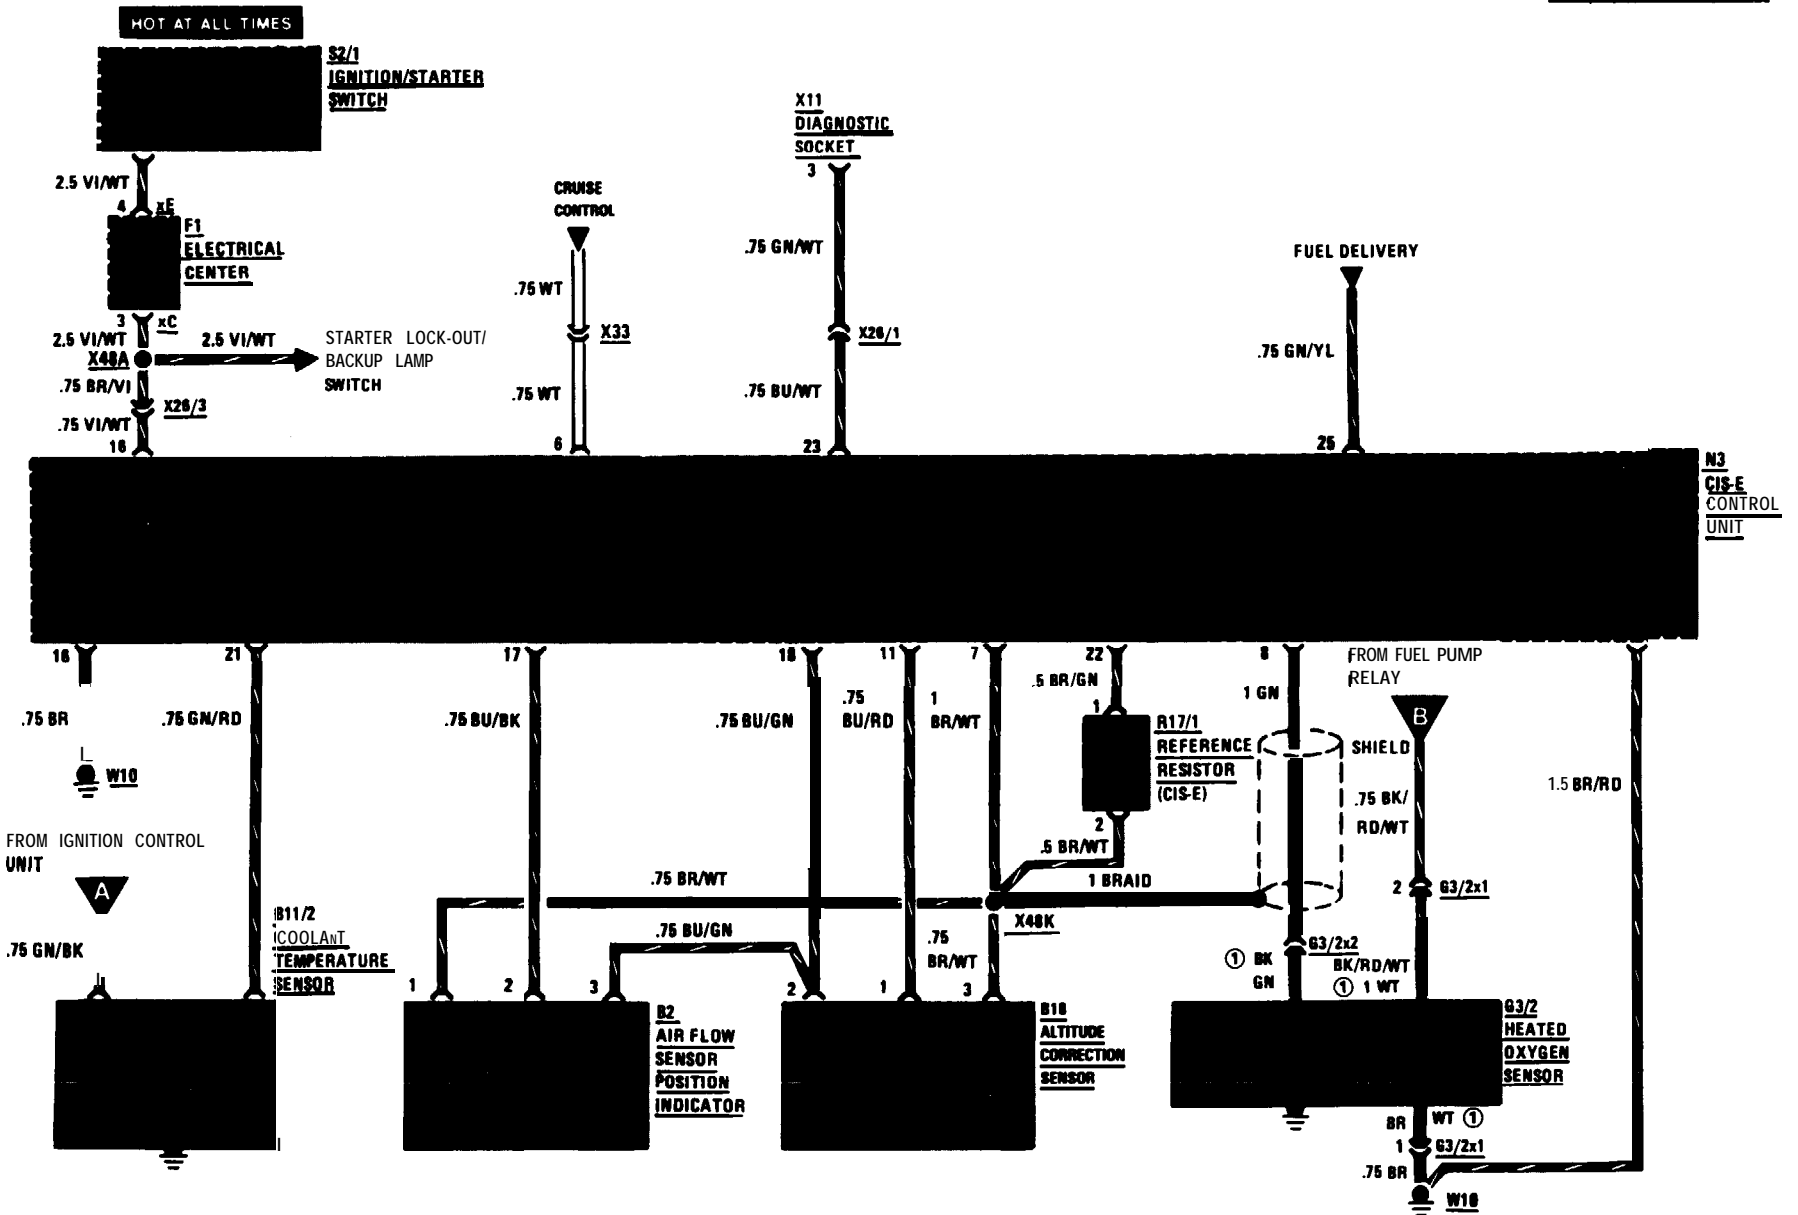 HOT AT ALL TIMES
S2/1
IGNITION/STARTER
SWITCH
2.5 VI/WT
4 xE
F1
ELECTRICAL
CENTER
3 xC
2.5 VI/WT
2.5 VI/WT
X48A
STARTER LOCK-OUT/
BACKUP LAMP
SWITCH
.75 BR/VI
X26/3
.75 VI/WT
16
CRUISE
CONTROL
.75 WT
X33
.75 WT
6
X11
DIAGNOSTIC
SOCKET
3
.75 GN/WT
X26/1
.75 BU/WT
23
FUEL DELIVERY
.75 GN/YL
25
N3
CIS-E
CONTROL
UNIT
16
21
17
18
11
7
22
8
.75 BR
W10
.75 GN/RD
.75 BU/BK
.75 BU/GN
.75
BU/RD
1
BR/WT
.5 BR/GN
1
R17/1
REFERENCE
RESISTOR
(CIS-E)
2
.5 BR/WT
1 GN
SHIELD
FROM FUEL PUMP
RELAY
B
.75 BK/
RD/WT
1.5 BR/RD
FROM IGNITION CONTROL
UNIT
A
.75 GN/BK
B11/2
COOLAnT
TEMPERATURE
SENSOR
.75 BR/WT
.75 BU/GN
1 BRAID
X48K
.75
BR/WT
2 G3/2x1
G3/2x2
① BK
GN
BK/RD/WT
① 1 WT
1
2
3
B2
AIR FLOW
SENSOR
POSITION
INDICATOR
2
1
3
B18
ALTITUDE
CORRECTION
SENSOR
G3/2
HEATED
OXYGEN
SENSOR
BR
WT ①
1 G3/2x1
.75 BR
W10